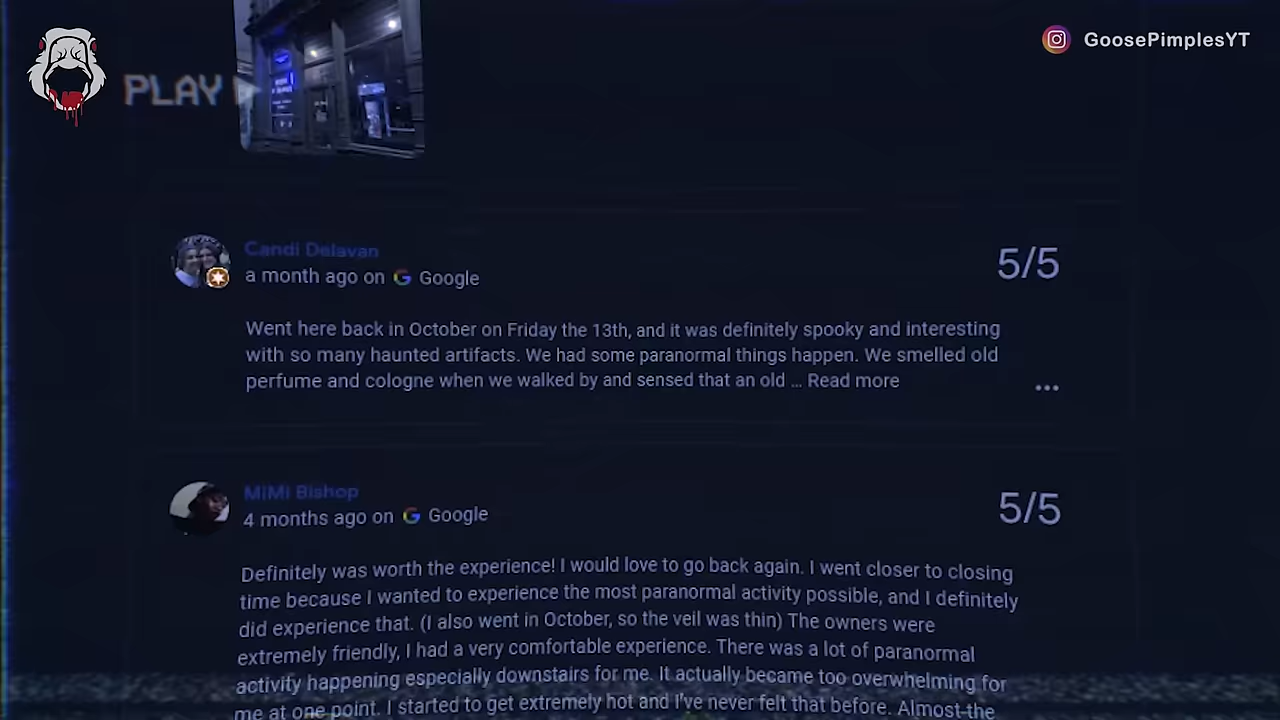 GoosePimplesYT
PLAY
Candi Delavan
a month ago on Google
5/5
Went here back in October on Friday the 13th, and it was definitely spooky and interesting
with so many haunted artifacts. We had some paranormal things happen. We smelled old
perfume and cologne when we walked by and sensed that an old ... Read more
MiMi Bishop
4 months ago on Google
5/5
Definitely was worth the experience! I would love to go back again. I went closer to closing
time because I wanted to experience the most paranormal activity possible, and I definitely
did experience that. (I also went in October, so the veil was thin) The owners were
extremely friendly, I had a very comfortable experience. There was a lot of paranormal
activity happening especially downstairs for me. It actually became too overwhelming for
me at one point. I started to get extremely hot and I've never felt that before. Almost the